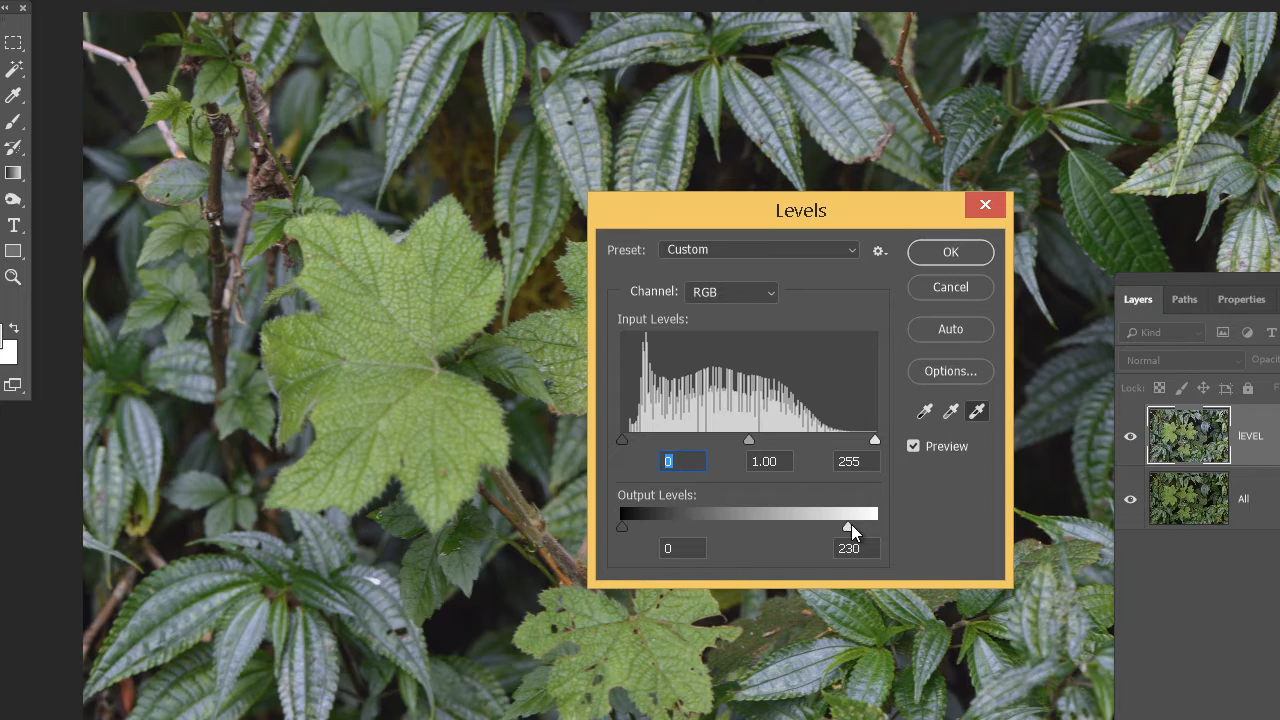 Levels
Preset: Custom
OK
Channel: RGB
Cancel
Input Levels:
Auto
Options...
Preview
0 1.00 255
Output Levels:
0 230
Layers Paths Properties
Kind
T
Normal Opaci
Lock:
lEVEL
All
T